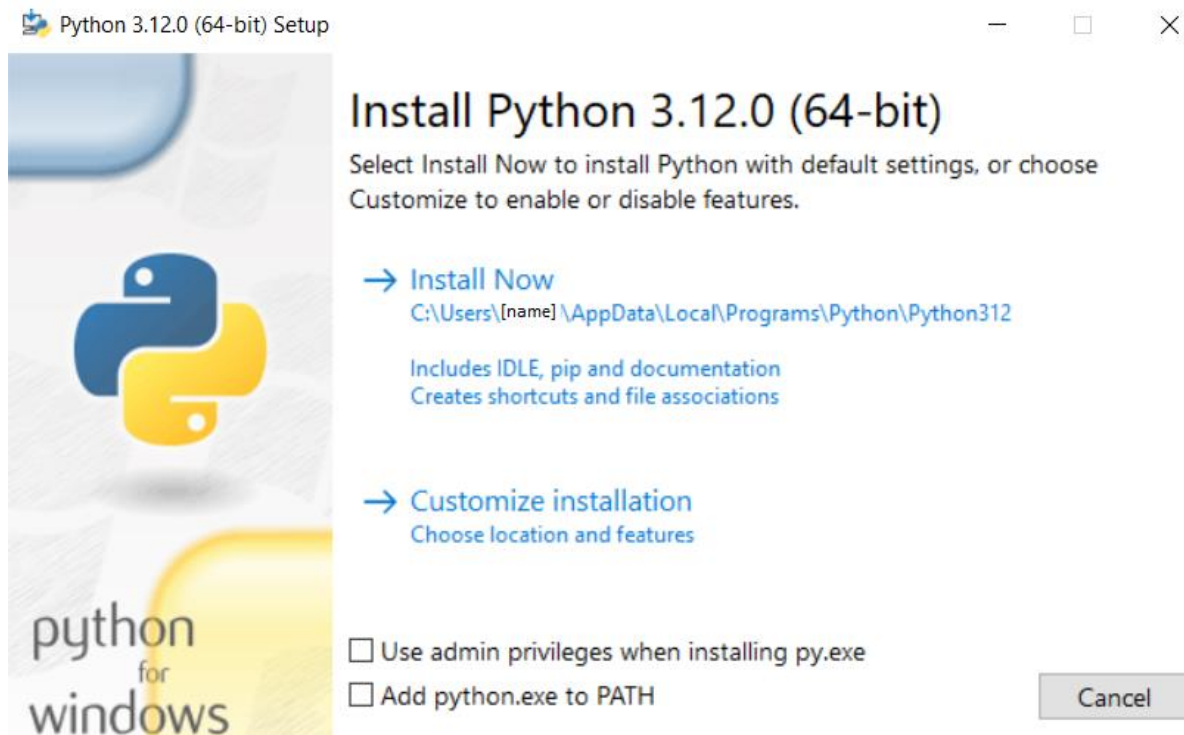 Python 3.12.0 (64-bit) Setup
Install Python 3.12.0 (64-bit)
Select Install Now to install Python with default settings, or choose
Customize to enable or disable features.
Install Now
C:\Users\[name]\AppData\Local\Programs\Python\Python312
Includes IDLE, pip and documentation
Creates shortcuts and file associations
Customize installation
Choose location and features
python
for
windows
Use admin privileges when installing py.exe
Add python.exe to PATH
Cancel